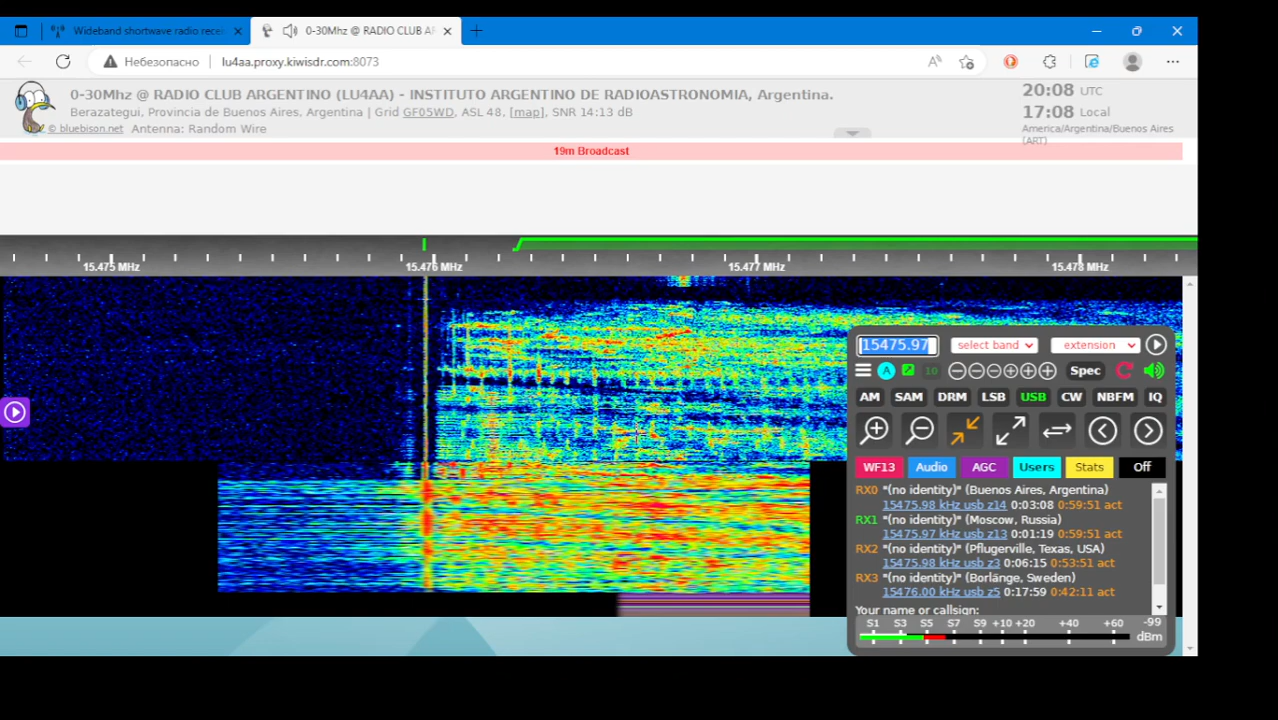 Wideband shortwave radio recei
0-30Mhz @ RADIO CLUB AR
Небезопасно
lu4aa.proxy.kiwisdr.com:8073
0-30Mhz @ RADIO CLUB ARGENTINO (LU4AA) - INSTITUTO ARGENTINO DE RADIOASTRONOMIA, Argentina.
Berazategui, Provincia de Buenos Aires, Argentina | Grid GF05WD, ASL 48, [map], SNR 14:13 dB
© bluebison.net Antenna: Random Wire
20:08 UTC
17:08 Local
America/Argentina/Buenos Aires
(ART)
19m Broadcast
15.475 MHz 15.476 MHz 15.477 MHz 15.478 MHz
15475.97 select band extension
A 10 Spec
AM SAM DRM LSB USB CW NBFM IQ
WF13 Audio AGC Users Stats Off
RX0 "(no identity)" (Buenos Aires, Argentina)
15475.98 kHz usb z14 0:03:08 0:59:51 act
RX1 "(no identity)" (Moscow, Russia)
15475.97 kHz usb z13 0:01:19 0:59:51 act
RX2 "(no identity)" (Pflugerville, Texas, USA)
15475.98 kHz usb z3 0:06:15 0:53:51 act
RX3 "(no identity)" (Borlänge, Sweden)
15476.00 kHz usb z5 0:17:59 0:42:11 act
Your name or callsign:
S1 S3 S5 S7 S9 +10 +20 +40 +60 -99
dBm